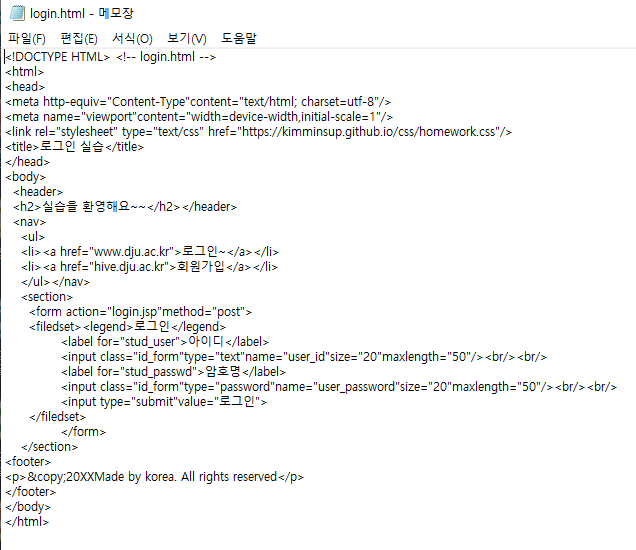 login.html - 메모장
파일(F) 편집(E) 서식(O) 보기(V) 도움말
<!DOCTYPE HTML> <!-- login.html -->
<html>
<head>
<meta http-equiv="Content-Type"content="text/html; charset=utf-8"/>
<meta name="viewport"content="width=device-width,initial-scale=1"/>
<link rel="stylesheet" type="text/css" href="https://kimminsup.github.io/css/homework.css"/>
<title>로그인 실습</title>
</head>
<body>
<header>
<h2>실습을 환영해요~~</h2></header>
<nav>
<ul>
<li><a href="www.dju.ac.kr">로그인~</a></li>
<li><a href="hive.dju.ac.kr">회원가입</a></li>
</ul></nav>
<section>
<form action="login.jsp"method="post">
<filedset><legend>로그인</legend>
<label for="stud_user">아이디</label>
<input class="id_form"type="text"name="user_id"size="20"maxlength="50"/><br/><br/>
<label for="stud_passwd">암호명</label>
<input class="id_form"type="password"name="user_password"size="20"maxlength="50"/><br/><br/>
<input type="submit"value="로그인">
</filedset>
</form>
</section>
<footer>
<p>&copy;20XXMade by korea. All rights reserved</p>
</footer>
</body>
</html>